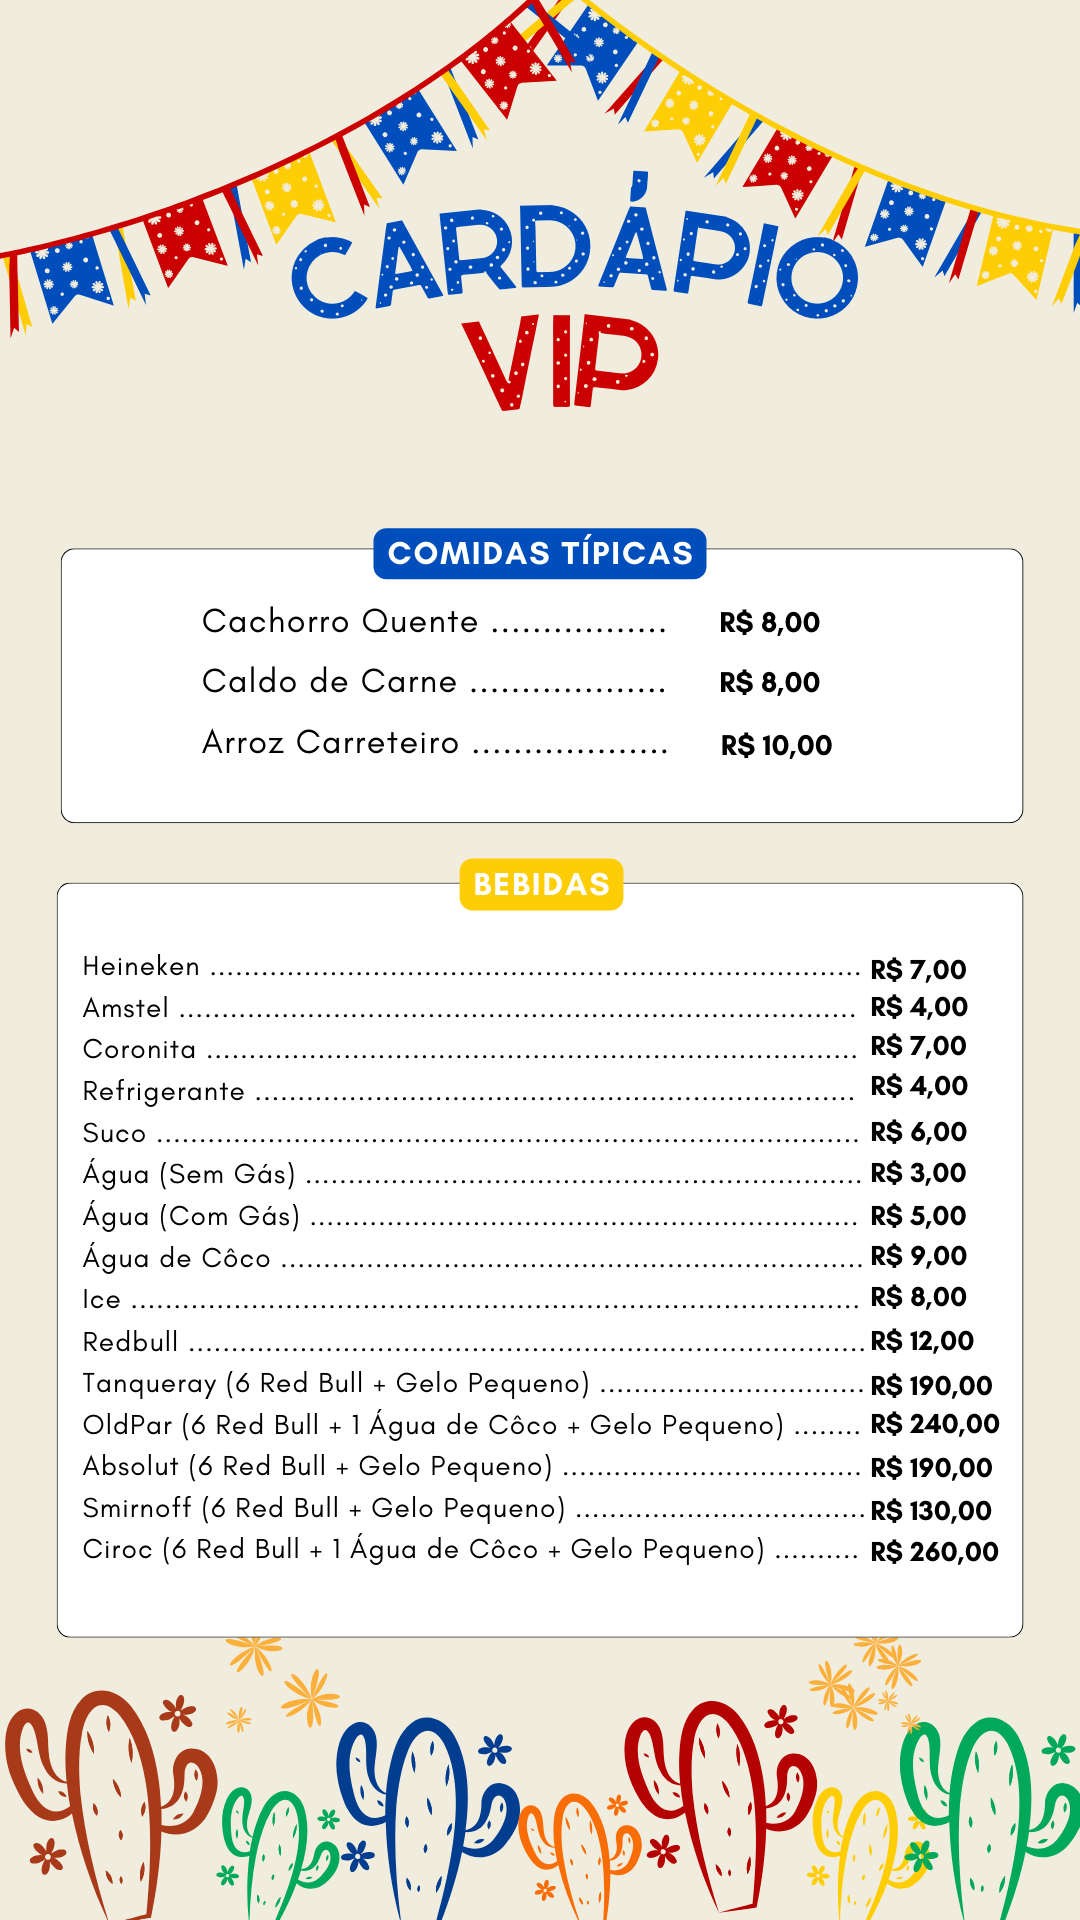 CARDÁPIO
VIP
COMIDAS TÍPICAS
Cachorro Quente ................. R$ 8,00
Caldo de Carne ................... R$ 8,00
Arroz Carreteiro ................... R$ 10,00
BEBIDAS
Heineken ............................................................................. R$ 7,00
Amstel ................................................................................ R$ 4,00
Coronita ............................................................................. R$ 7,00
Refrigerante ....................................................................... R$ 4,00
Suco ................................................................................... R$ 6,00
Água (Sem Gás) .................................................................. R$ 3,00
Água (Com Gás) ................................................................. R$ 5,00
Água de Côco ..................................................................... R$ 9,00
Ice ...................................................................................... R$ 8,00
Redbull ................................................................................ R$ 12,00
Tanqueray (6 Red Bull + Gelo Pequeno) ............................... R$ 190,00
OldPar (6 Red Bull + 1 Água de Côco + Gelo Pequeno) ........ R$ 240,00
Absolut (6 Red Bull + Gelo Pequeno) ................................... R$ 190,00
Smirnoff (6 Red Bull + Gelo Pequeno) .................................. R$ 130,00
Ciroc (6 Red Bull + 1 Água de Côco + Gelo Pequeno) .......... R$ 260,00